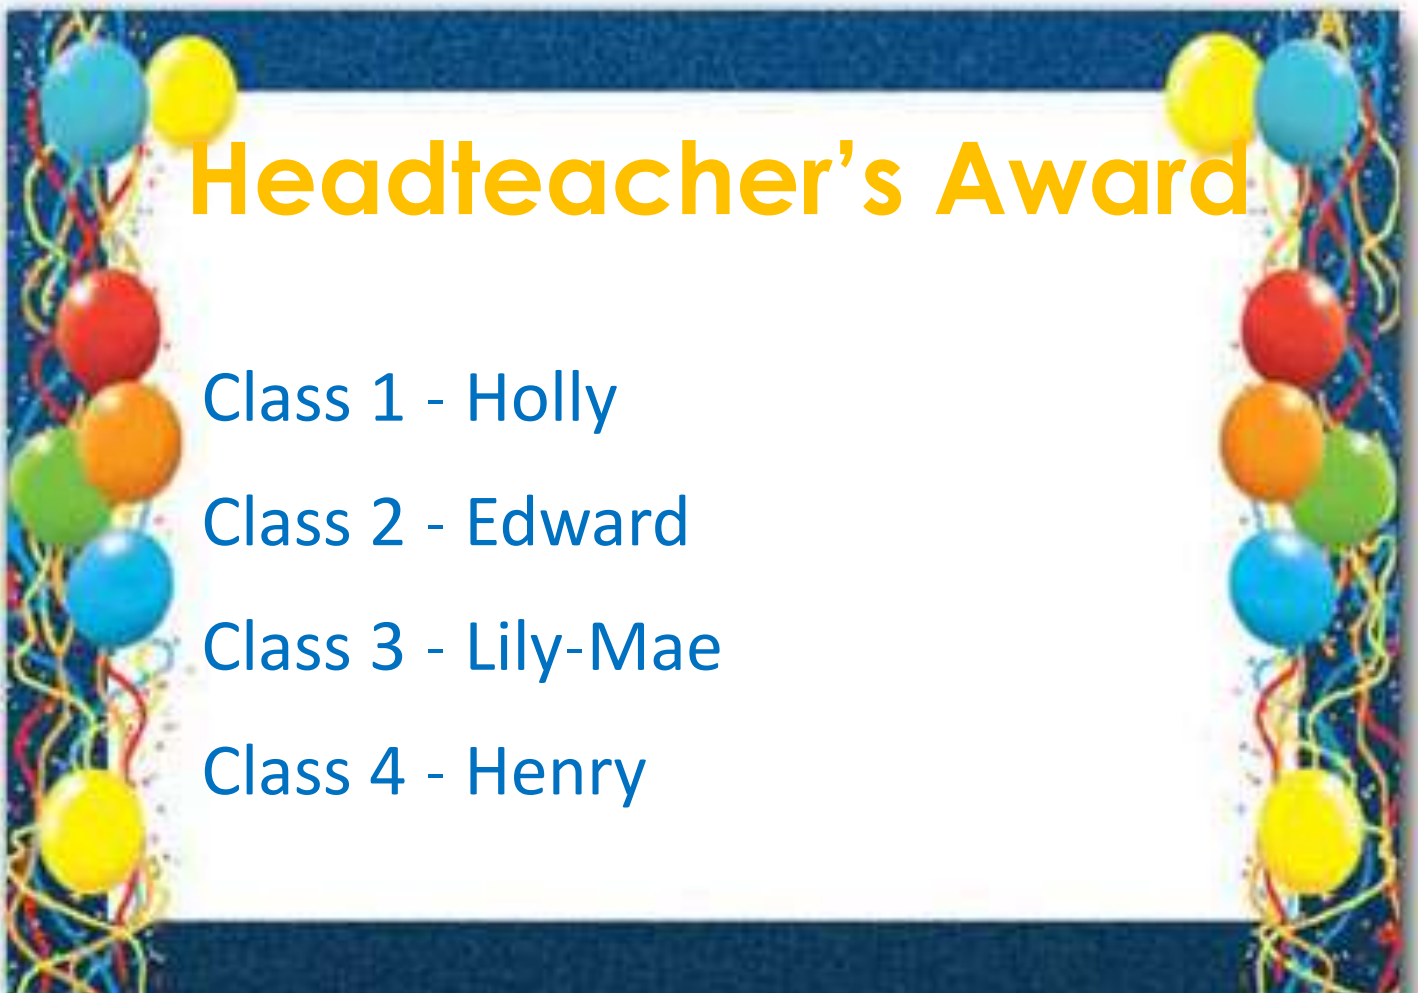 Headteacher’s Award
Class 1 - Holly
Class 2 - Edward
Class 3 - Lily-Mae
Class 4 - Henry